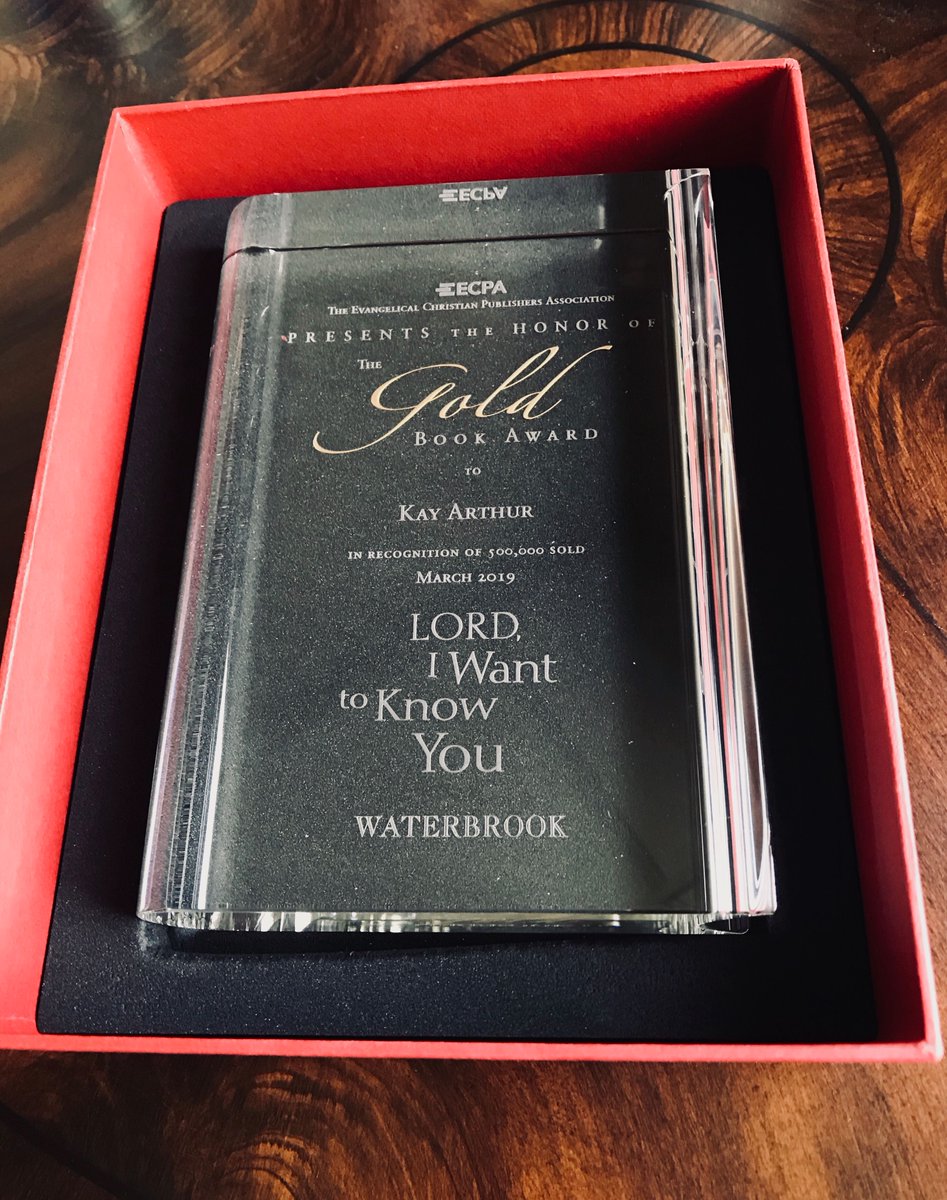 ECPA
ECPA
The Evangelical Christian Publishers Association
PRESENTS THE HONOR OF
The
Gold
Book Award
TO
Kay Arthur
IN RECOGNITION OF 500,000 SOLD
March 2019
LORD,
I Want
to Know
You
WATERBROOK